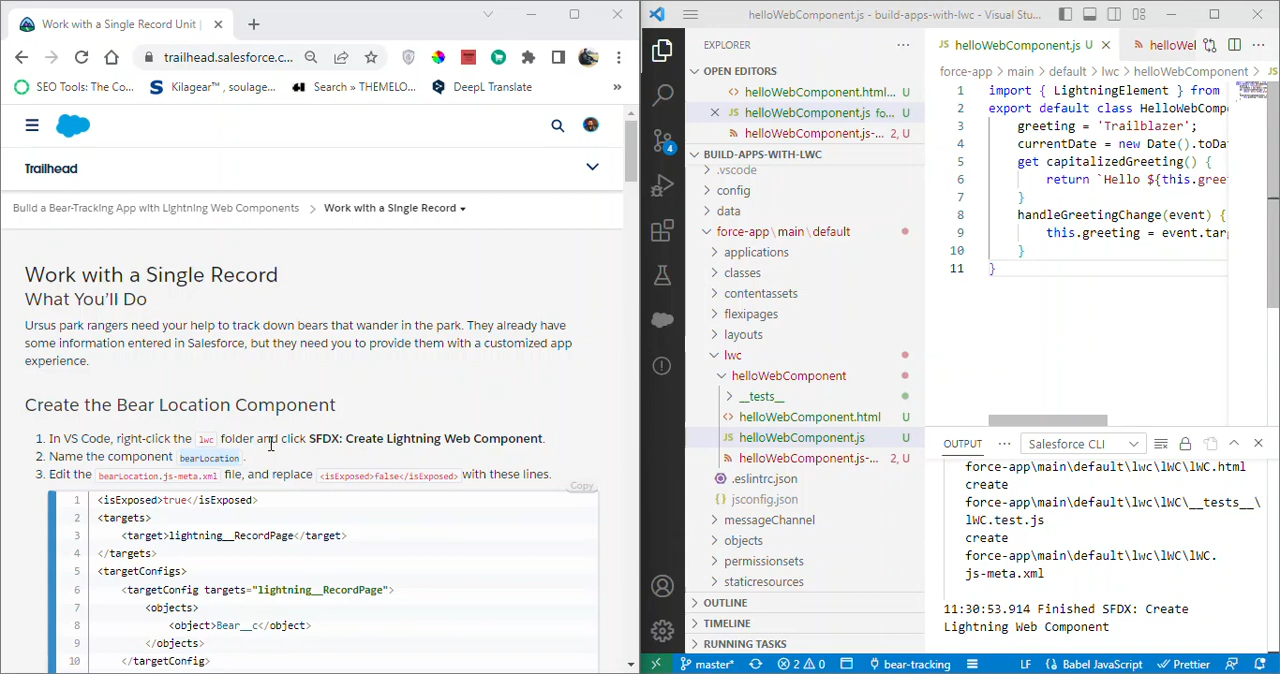 Work with a Single Record Unit |
trailhead.salesforce.c...
SEO Tools: The Co...
Kilagear™ , soulage...
Search » THEMELO...
DeepL Translate
»
Trailhead
Build a Bear-Tracking App with Lightning Web Components
Work with a Single Record
Work with a Single Record
What You'll Do
Ursus park rangers need your help to track down bears that wander in the park. They already have
some information entered in Salesforce, but they need you to provide them with a customized app
experience.
Create the Bear Location Component
1. In VS Code, right-click the lwc folder and click SFDX: Create Lightning Web Component.
2. Name the component bearLocation.
3. Edit the bearLocation.js-meta.xml file, and replace <isExposed>false</isExposed> with these lines.
Copy
1 <isExposed>true</isExposed>
2 <targets>
3 <target>lightning__RecordPage</target>
4 </targets>
5 <targetConfigs>
6 <targetConfig targets="lightning__RecordPage">
7 <objects>
8 <object>Bear__c</object>
9 </objects>
10 </targetConfig>
helloWebComponent.js - build-apps-with-lwc - Visual Stu...
4
EXPLORER
OPEN EDITORS
helloWebComponent.html... U
JS helloWebComponent.js fo... U
helloWebComponent.js-... 2, U
BUILD-APPS-WITH-LWC
.vscode
config
data
force-app\main\default
applications
classes
contentassets
flexipages
layouts
lwc
helloWebComponent
__tests__
helloWebComponent.html U
JS helloWebComponent.js U
helloWebComponent.js-... 2, U
.eslintrc.json
{} jsconfig.json
messageChannel
objects
permissionsets
staticresources
OUTLINE
TIMELINE
RUNNING TASKS
JS helloWebComponent.js U
helloWel
force-app > main > default > lwc > helloWebComponent > JS
1 import { LightningElement } from
2 export default class HelloWebCompo
3 greeting = 'Trailblazer';
4 currentDate = new Date().toDat
5 get capitalizedGreeting() {
6 return `Hello ${this.greet
7 }
8 handleGreetingChange(event) {
9 this.greeting = event.targ
10 }
11 }
OUTPUT
Salesforce CLI
force-app\main\default\lwc\lWC\lWC.html
create
force-app\main\default\lwc\lWC\__tests__\
lWC.test.js
create
force-app\main\default\lwc\lWC\lWC.
js-meta.xml
11:30:53.914 Finished SFDX: Create
Lightning Web Component
master*
2 0
bear-tracking
LF
{} Babel JavaScript
Prettier